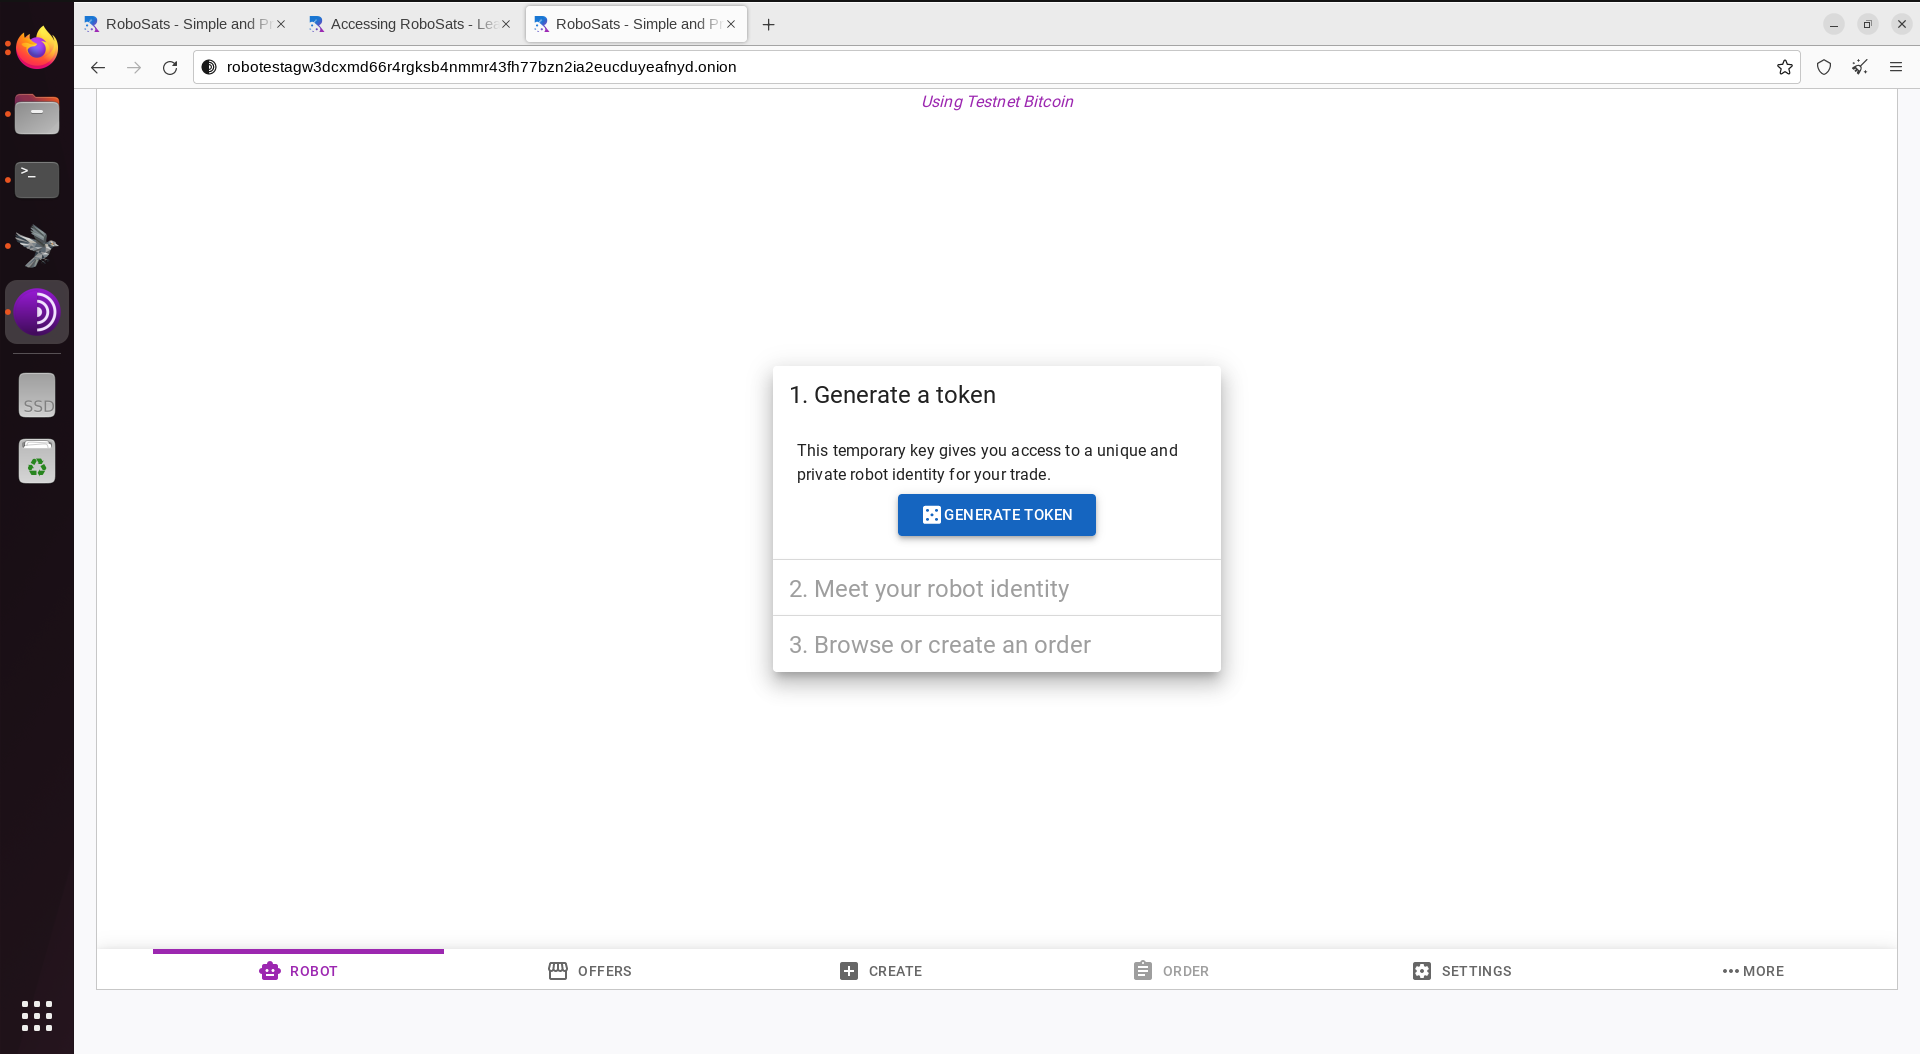 RoboSats - Simple and Pr
Accessing RoboSats - Lea
RoboSats - Simple and Pr
robotestagw3dcxmd66r4rgksb4nmmr43fh77bzn2ia2eucduyeafnyd.onion
Using Testnet Bitcoin
>_
SSD
1. Generate a token
This temporary key gives you access to a unique and
private robot identity for your trade.
GENERATE TOKEN
2. Meet your robot identity
3. Browse or create an order
ROBOT
OFFERS
CREATE
ORDER
SETTINGS
MORE